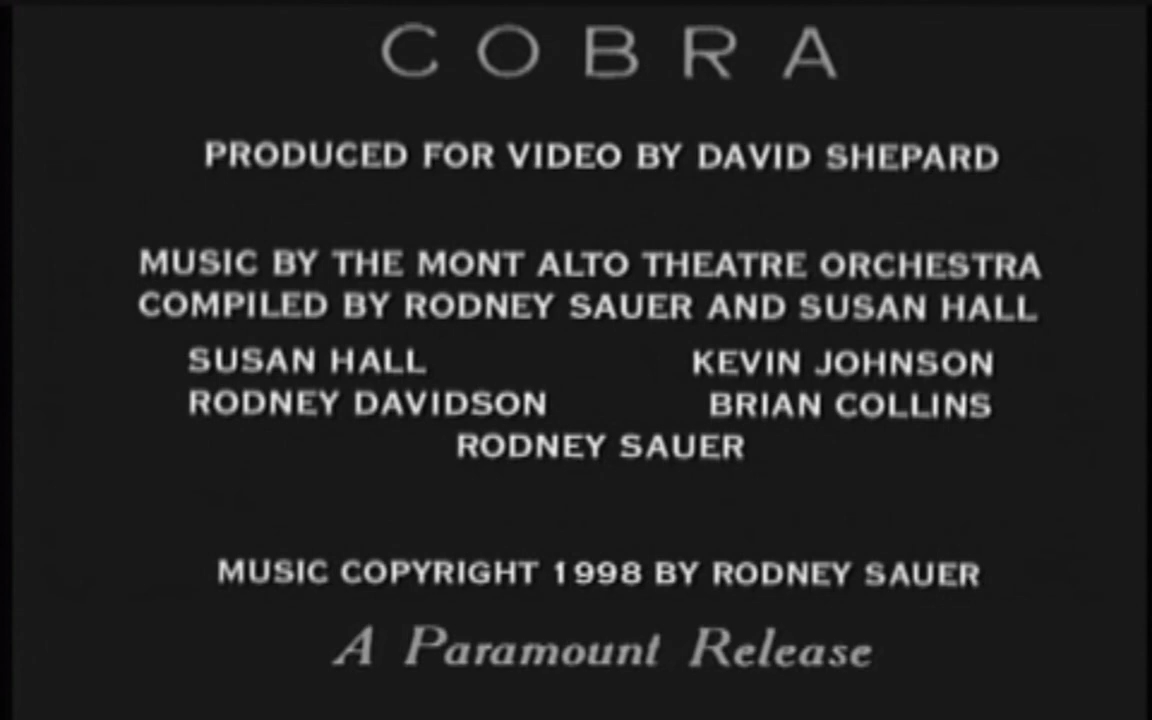 COBRA
PRODUCED FOR VIDEO BY DAVID SHEPARD
MUSIC BY THE MONT ALTO THEATRE ORCHESTRA
COMPILED BY RODNEY SAUER AND SUSAN HALL
SUSAN HALL KEVIN JOHNSON
RODNEY DAVIDSON BRIAN COLLINS
RODNEY SAUER
MUSIC COPYRIGHT 1998 BY RODNEY SAUER
A Paramount Release